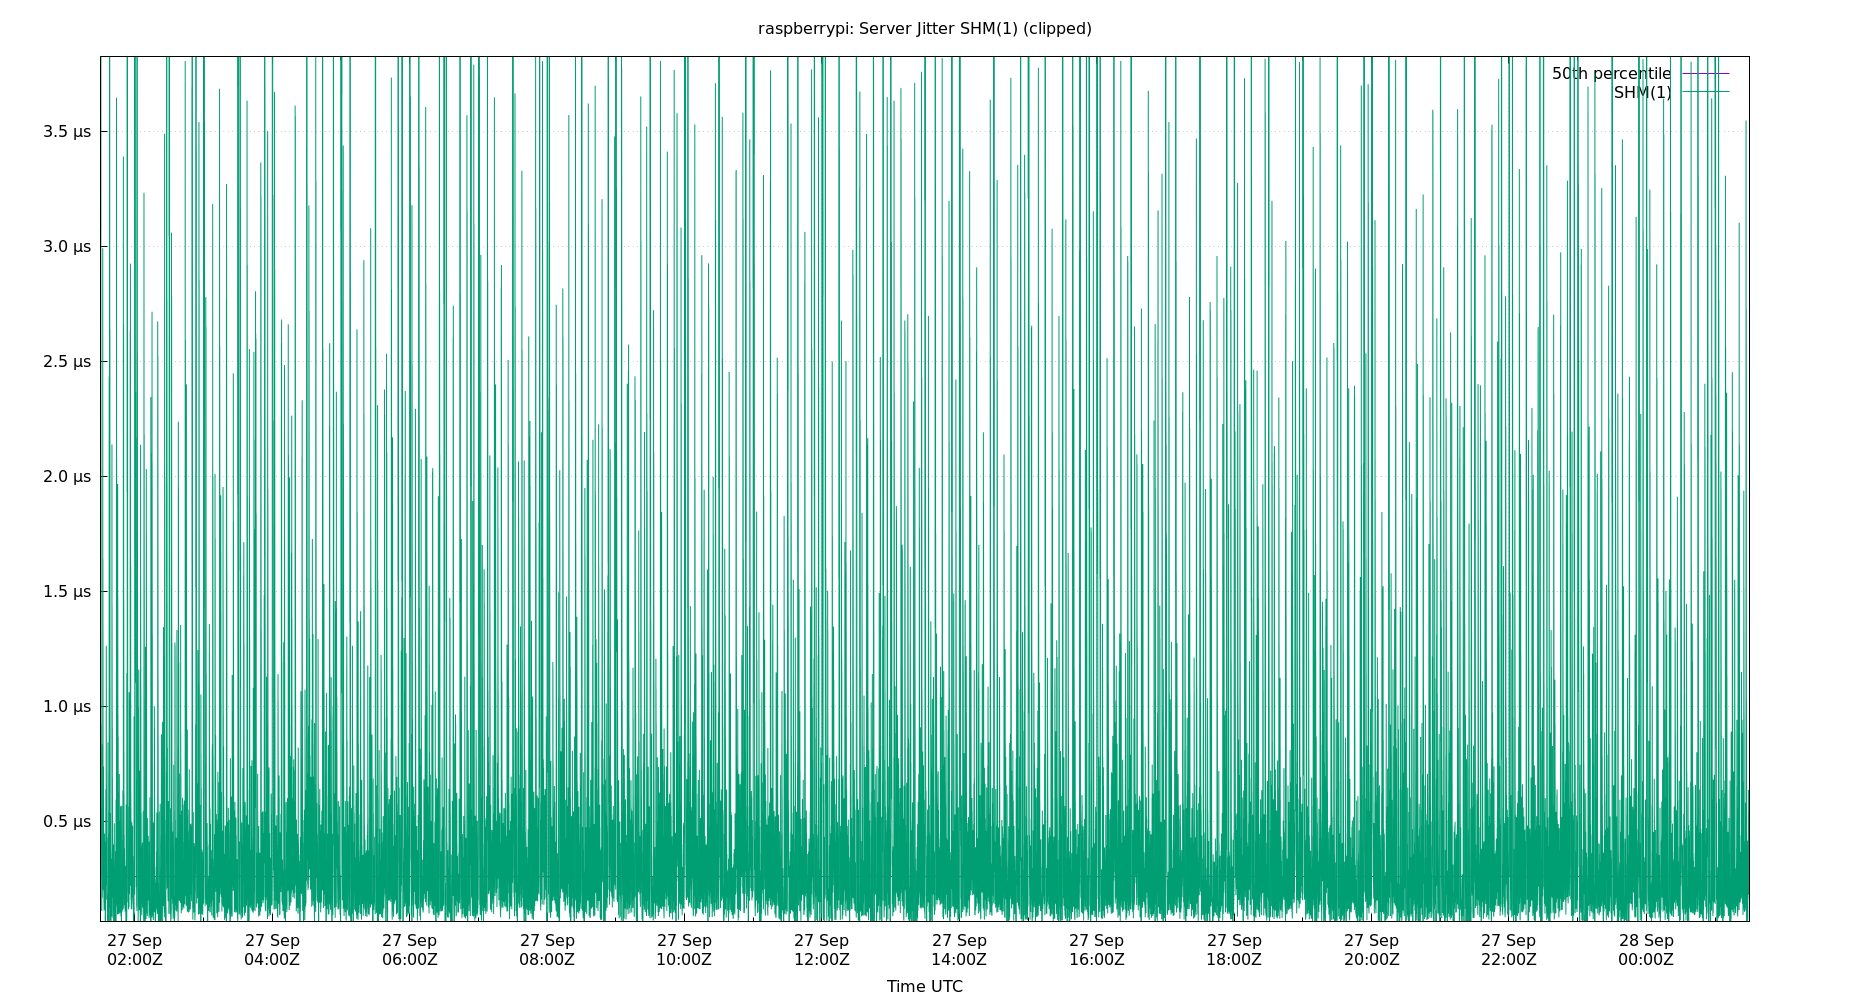 raspberrypi: Server Jitter SHM(1) (clipped)
50th percentile
SHM(1)
3.5 µs
3.0 µs
2.5 µs
2.0 µs
1.5 µs
1.0 µs
0.5 µs
27 Sep 27 Sep 27 Sep 27 Sep 27 Sep 27 Sep 27 Sep 27 Sep 27 Sep 27 Sep 27 Sep 28 Sep
02:00Z 04:00Z 06:00Z 08:00Z 10:00Z 12:00Z 14:00Z 16:00Z 18:00Z 20:00Z 22:00Z 00:00Z
Time UTC